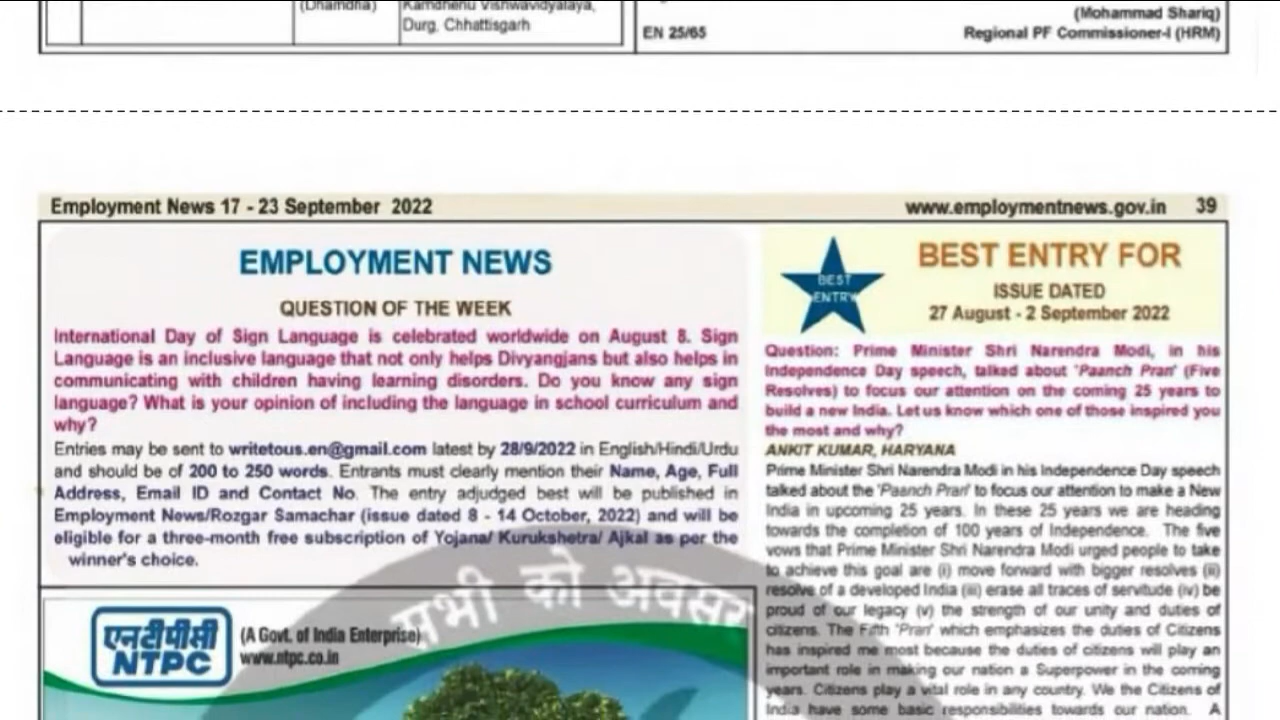 (Dhamdha)
Kamdhenu Vishwavidyalaya,
Durg, Chhattisgarh
(Mohammad Shariq)
EN 25/65
Regional PF Commissioner-I (HRM)
Employment News 17 - 23 September 2022
www.employmentnews.gov.in 39
EMPLOYMENT NEWS
QUESTION OF THE WEEK
International Day of Sign Language is celebrated worldwide on August 8. Sign
Language is an inclusive language that not only helps Divyangjans but also helps in
communicating with children having learning disorders. Do you know any sign
language? What is your opinion of including the language in school curriculum and
why?
Entries may be sent to writetous.en@gmail.com latest by 28/9/2022 in English/Hindi/Urdu
and should be of 200 to 250 words. Entrants must clearly mention their Name, Age, Full
Address, Email ID and Contact No. The entry adjudged best will be published in
Employment News/Rozgar Samachar (issue dated 8 - 14 October, 2022) and will be
eligible for a three-month free subscription of Yojana/ Kurukshetra/ Ajkal as per the
winner's choice.
सभी को अवसर
एनटीपीसी
NTPC
(A Govt. of India Enterprise)
www.ntpc.co.in
BEST
ENTRY
BEST ENTRY FOR
ISSUE DATED
27 August - 2 September 2022
Question: Prime Minister Shri Narendra Modi, in his
Independence Day speech, talked about 'Paanch Pran' (Five
Resolves) to focus our attention on the coming 25 years to
build a new India. Let us know which one of those inspired you
the most and why?
ANKIT KUMAR, HARYANA
Prime Minister Shri Narendra Modi in his Independence Day speech
talked about the 'Paanch Pran' to focus our attention to make a New
India in upcoming 25 years. In these 25 years we are heading
towards the completion of 100 years of Independence. The five
vows that Prime Minister Shri Narendra Modi urged people to take
to achieve this goal are (i) move forward with bigger resolves (ii)
resolve of a developed India (iii) erase all traces of servitude (iv) be
proud of our legacy (v) the strength of our unity and duties of
citizens. The Fifth 'Pran' which emphasizes the duties of Citizens
has inspired me most because the duties of citizens will play an
important role in making our nation a Superpower in the coming
years. Citizens play a vital role in any country. We the Citizens of
India have some basic responsibilities towards our nation. A